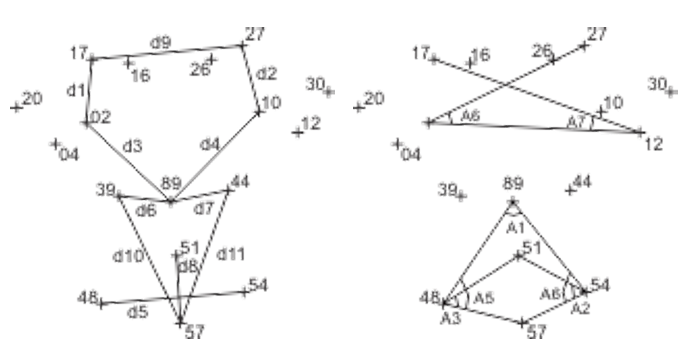 27
17 d9
16 26
d1 d2
30
20 02 10
12
d3 d4
04
39 89 44
d6 d7
d10 51 d11
d8
48 54
d5
57
27
17 16 26
30
20 10
A6 A7
12
04
39 89 44
A1
51
48 A5 A6 54
A3 A2
57